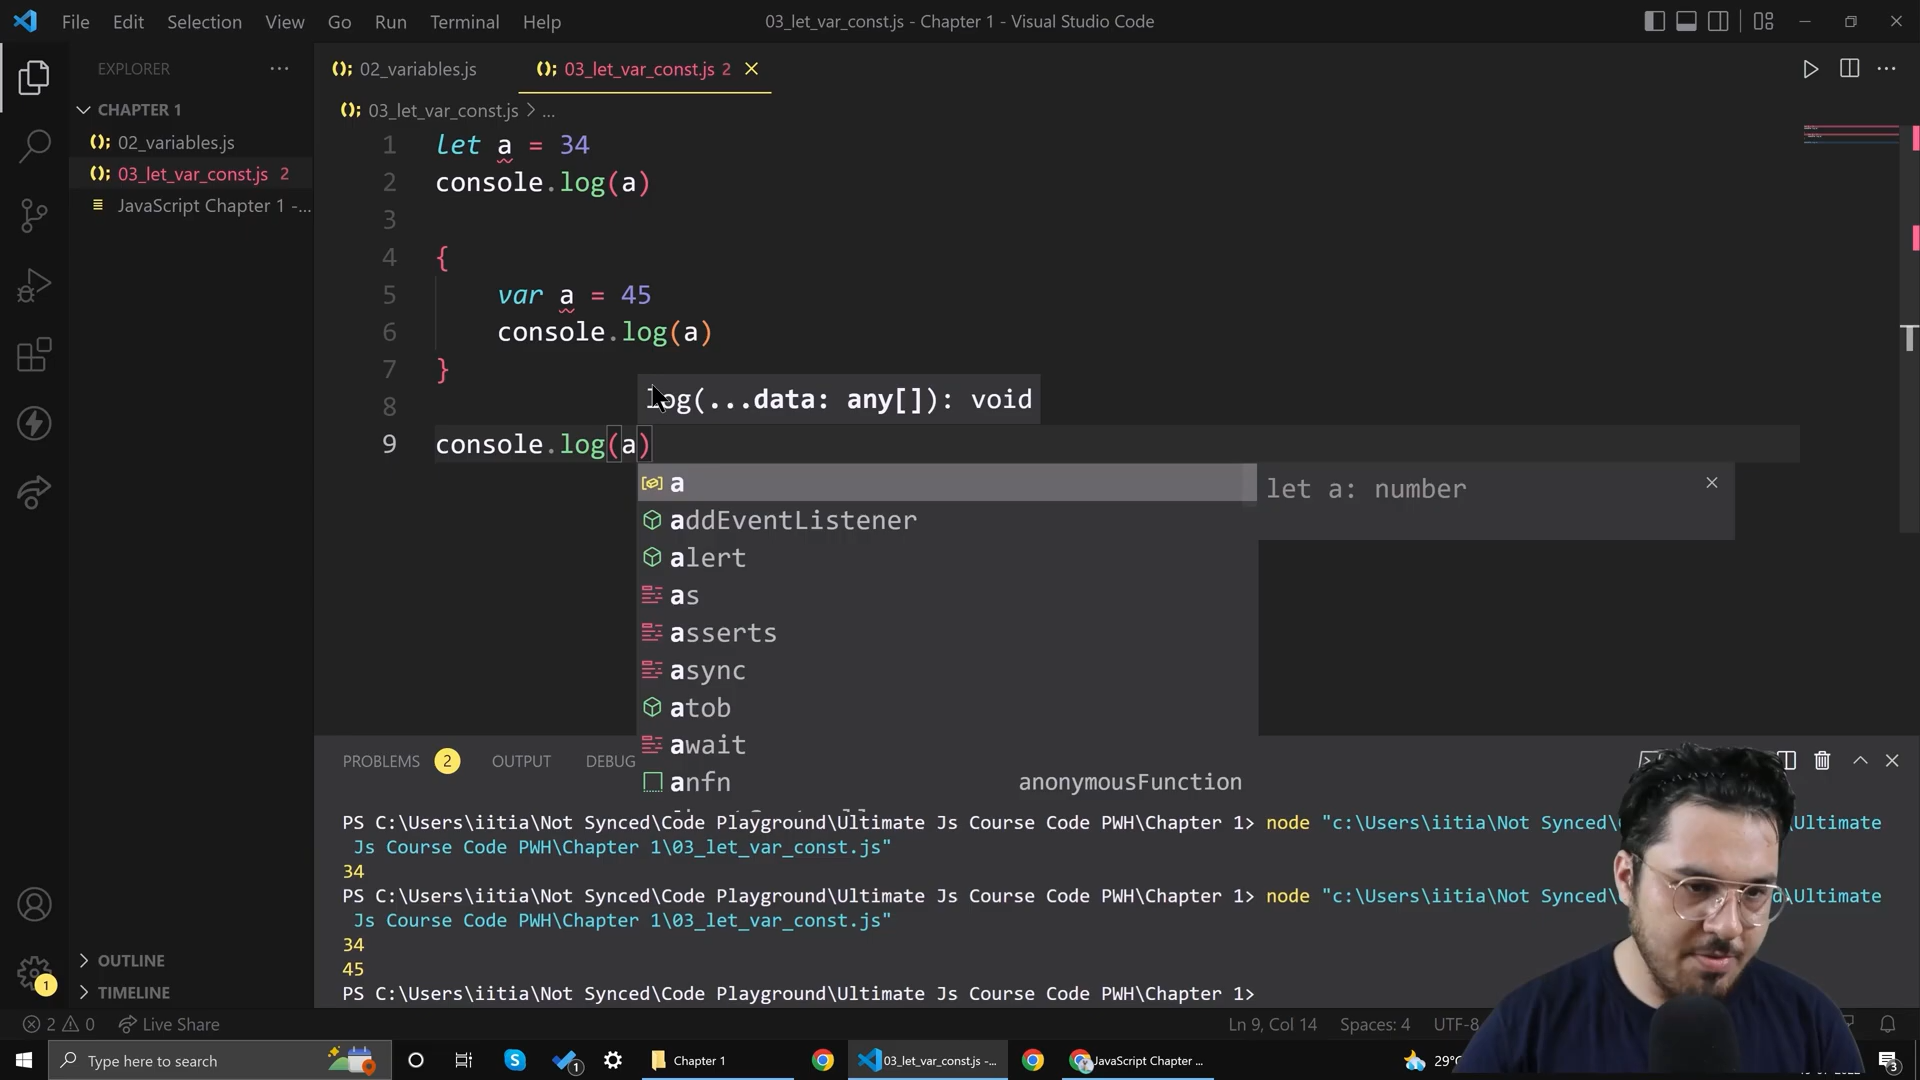 File Edit Selection View Go Run Terminal Help 03_let_var_const.js - Chapter 1 - Visual Studio Code
EXPLORER ...
02_variables.js 03_let_var_const.js 2
CHAPTER 1
02_variables.js
03_let_var_const.js 2
JavaScript Chapter 1 -...
03_let_var_const.js > ...
1 let a = 34
2 console.log(a)
3
4 {
5 var a = 45
6 console.log(a)
7 }
8
log(...data: any[]): void
9 console.log(a)
a
let a: number
addEventListener
alert
as
asserts
async
atob
await
anfn anonymousFunction
PROBLEMS 2 OUTPUT DEBUG
PS C:\Users\iitia\Not Synced\Code Playground\Ultimate Js Course Code PWH\Chapter 1> node "c:\Users\iitia\Not Synced\ \Ultimate
Js Course Code PWH\Chapter 1\03_let_var_const.js"
34
PS C:\Users\iitia\Not Synced\Code Playground\Ultimate Js Course Code PWH\Chapter 1> node "c:\Users\iitia\Not Synced\ \Ultimate
Js Course Code PWH\Chapter 1\03_let_var_const.js"
34
45
PS C:\Users\iitia\Not Synced\Code Playground\Ultimate Js Course Code PWH\Chapter 1>
OUTLINE
TIMELINE
1
2 0 Live Share Ln 9, Col 14 Spaces: 4 UTF-8
Type here to search 1 Chapter 1 03_let_var_const.js -... JavaScript Chapter ... 29° 3